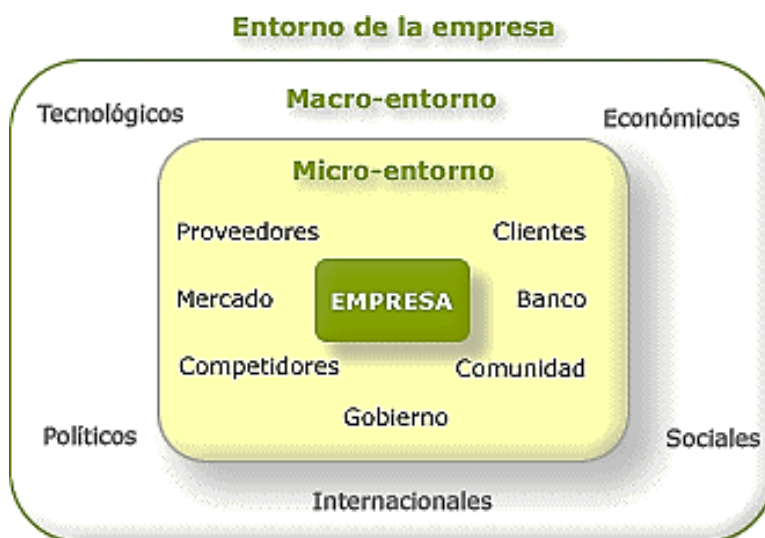 Entorno de la empresa
Macro-entorno
Tecnológicos
Económicos
Micro-entorno
Proveedores
Clientes
Mercado
EMPRESA
Banco
Competidores
Comunidad
Gobierno
Políticos
Sociales
Internacionales